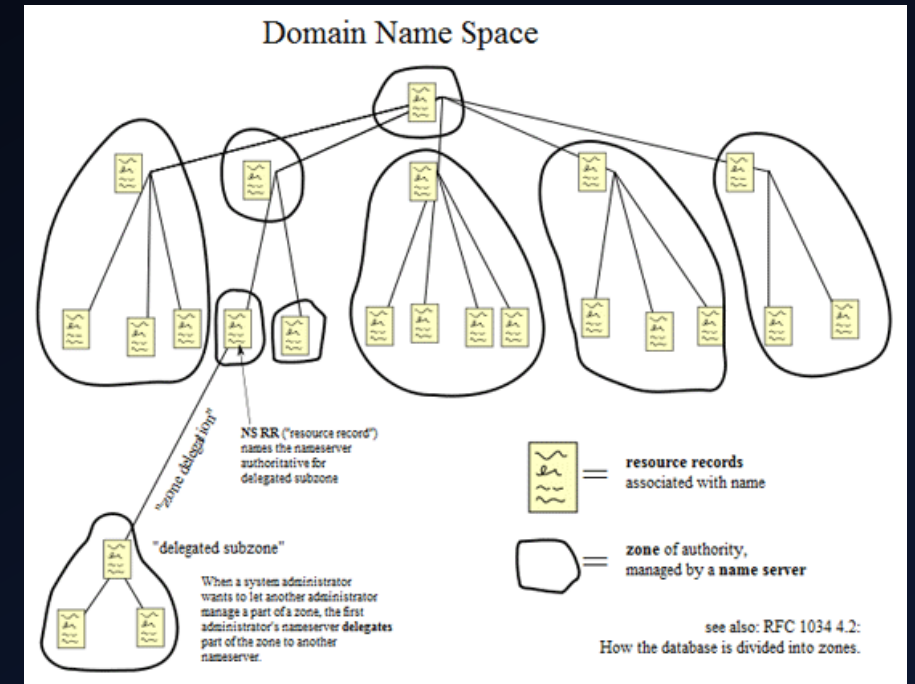 Domain Name Space
"zone delegation"
NS RR ("resource record")
names the nameserver
authoritative for
delegated subzone
resource records
associated with name
"delegated subzone"
When a system administrator
wants to let another administrator
manage a part of a zone, the first
administrator's nameserver delegates
part of the zone to another
nameserver.
zone of authority,
managed by a name server
see also: RFC 1034 4.2:
How the database is divided into zones.